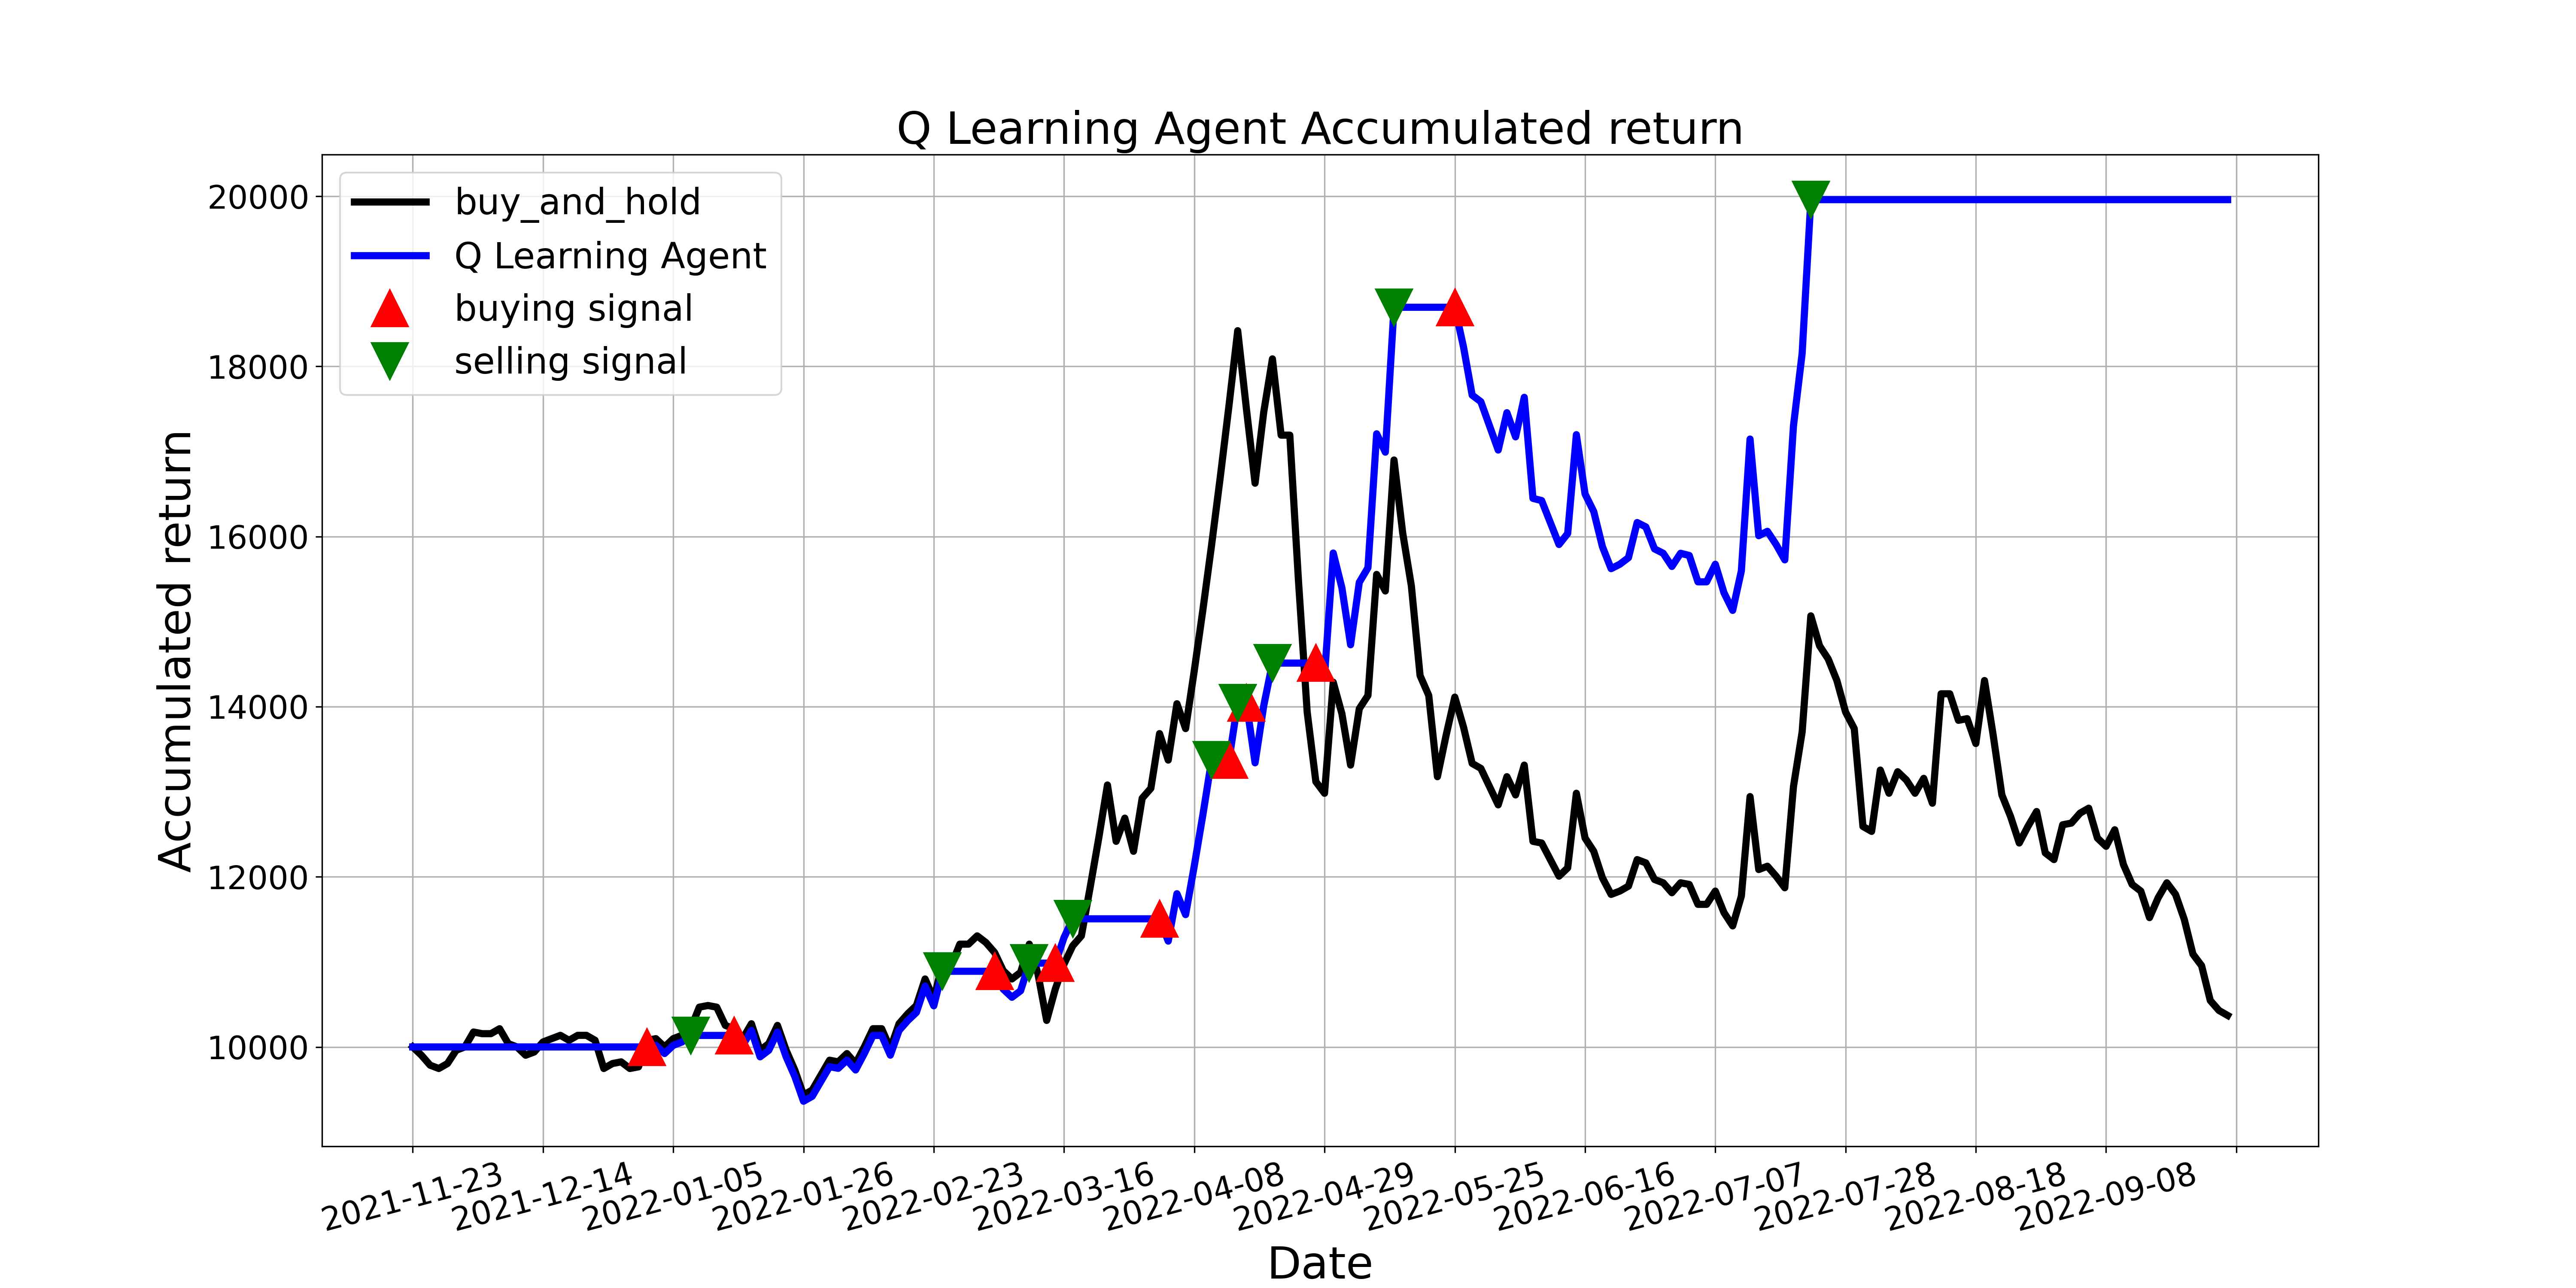 Q Learning Agent Accumulated return
buy_and_hold
Q Learning Agent
buying signal
selling signal
Accumulated return
20000
18000
16000
14000
12000
10000
2021-11-23
2021-12-14
2022-01-05
2022-01-26
2022-02-23
2022-03-16
2022-04-08
2022-04-29
2022-05-25
2022-06-16
2022-07-07
2022-07-28
2022-08-18
2022-09-08
Date